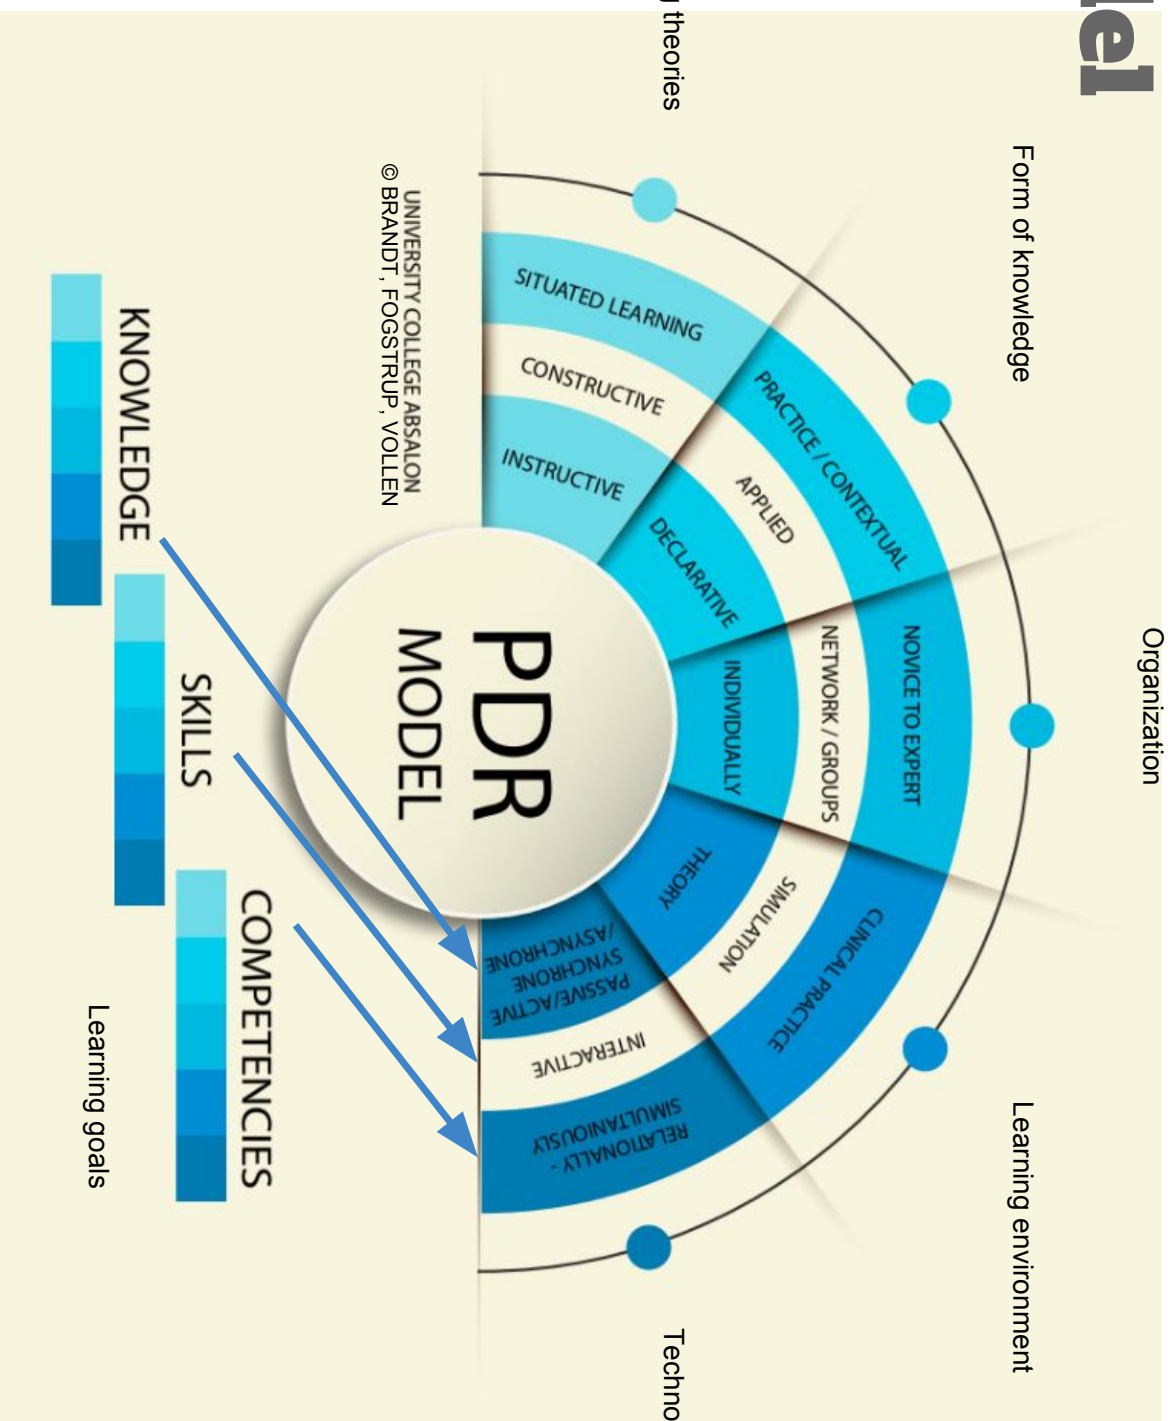 del
Organization
Form of knowledge
Learning environment
g theories
Techno
NOVICE TO EXPERT
PRACTICE / CONTEXTUAL
CLINICAL PRACTICE
NETWORK / GROUPS
APPLIED
SIMULATION
INDIVIDUALLY
DECLARATIVE
THEORY
SITUATED LEARNING
CONSTRUCTIVE
INSTRUCTIVE
PASSIVE/ACTIVE
SYNCHRONE
/ASYNCHRONE
INTERACTIVE
RELATIONALLY -
SIMULTANIOUSLY
PDR
MODEL
UNIVERSITY COLLEGE ABSALON
© BRANDT, FOGSTRUP, VOLLEN
COMPETENCIES
SKILLS
KNOWLEDGE
Learning goals